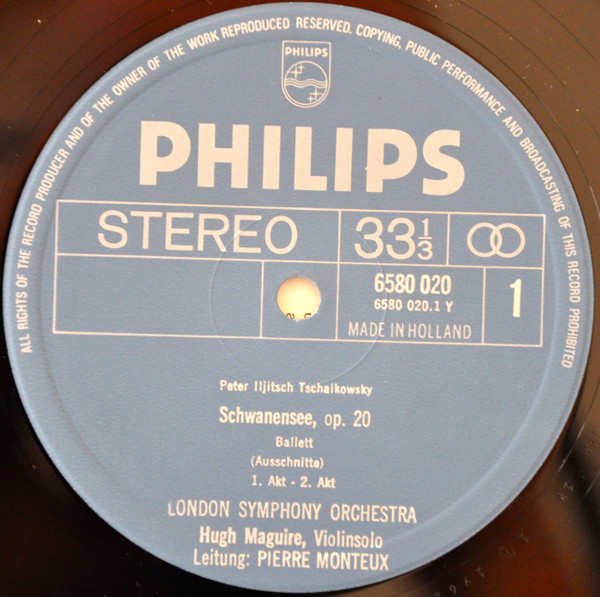 ALL RIGHTS OF THE RECORD PRODUCER AND OF THE OWNER OF THE WORK REPRODUCED RESERVED. COPYING, PUBLIC PERFORMANCE AND BROADCASTING OF THIS RECORD PROHIBITED
PHILIPS
PHILIPS
STEREO
33 1/3
6580 020
6580 020.1 Y
1
MADE IN HOLLAND
Peter Iljitsch Tschaikowsky
Schwanensee, op. 20
Ballett
(Ausschnitte)
1. Akt - 2. Akt
LONDON SYMPHONY ORCHESTRA
Hugh Maguire, Violinsolo
Leitung: PIERRE MONTEUX